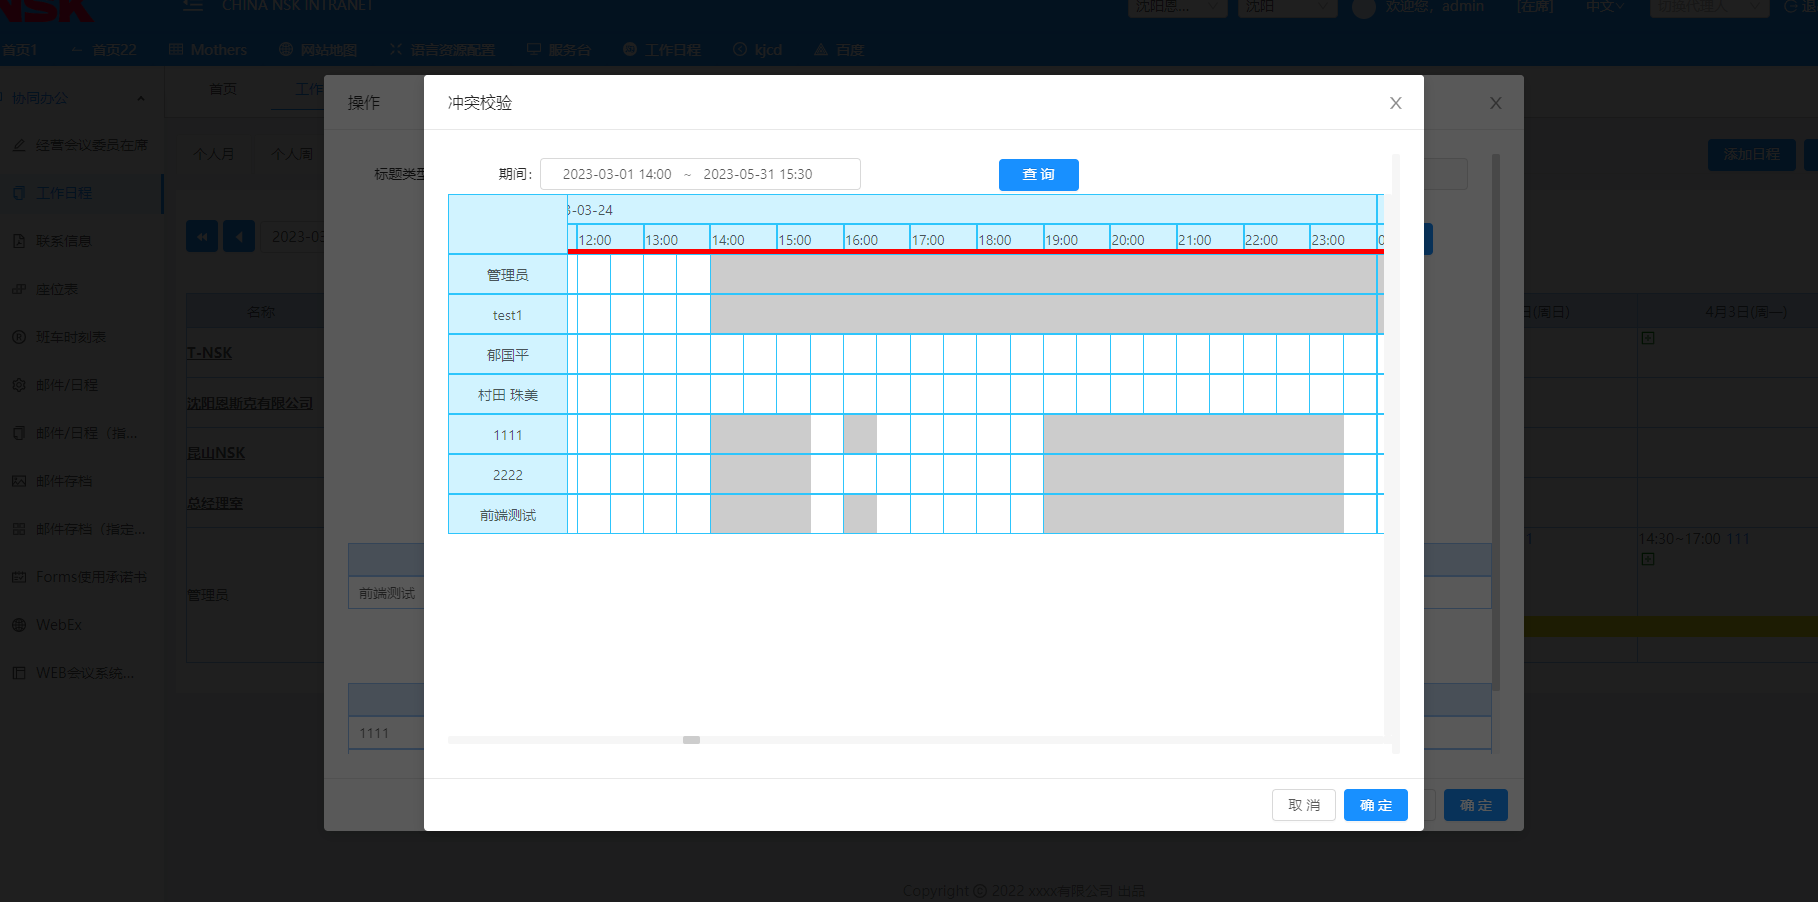 NSK
CHINA NSK INTRANET
沈阳恩...
沈阳
欢迎您，admin
[在席]
中文
切换代理人
退
首页1
首页22
Mothers
网站地图
语言资源配置
服务台
工作日程
kjcd
百度
协同办公
经营会议委员在席
工作日程
联系信息
座位表
班车时刻表
邮件/日程
邮件/日程（指...
邮件存档
邮件存档（指定...
Forms使用承诺书
WebEx
WEB会议系统...
首页
工作
个人月
个人周
添加日程
2023-03
名称
日(周日)
4月3日(周一)
T-NSK
沈阳恩斯克有限公司
昆山NSK
总经理室
管理员
1
14:30~17:00 111
操作
X
标题类型
前端测试
1111
确 定
冲突校验
X
期间：
2023-03-01 14:00 ~ 2023-05-31 15:30
查 询
3-03-24
12:00 13:00 14:00 15:00 16:00 17:00 18:00 19:00 20:00 21:00 22:00 23:00 0
管理员
test1
郁国平
村田 珠美
1111
2222
前端测试
取 消
确 定
Copyright © 2022 xxxx有限公司 出品